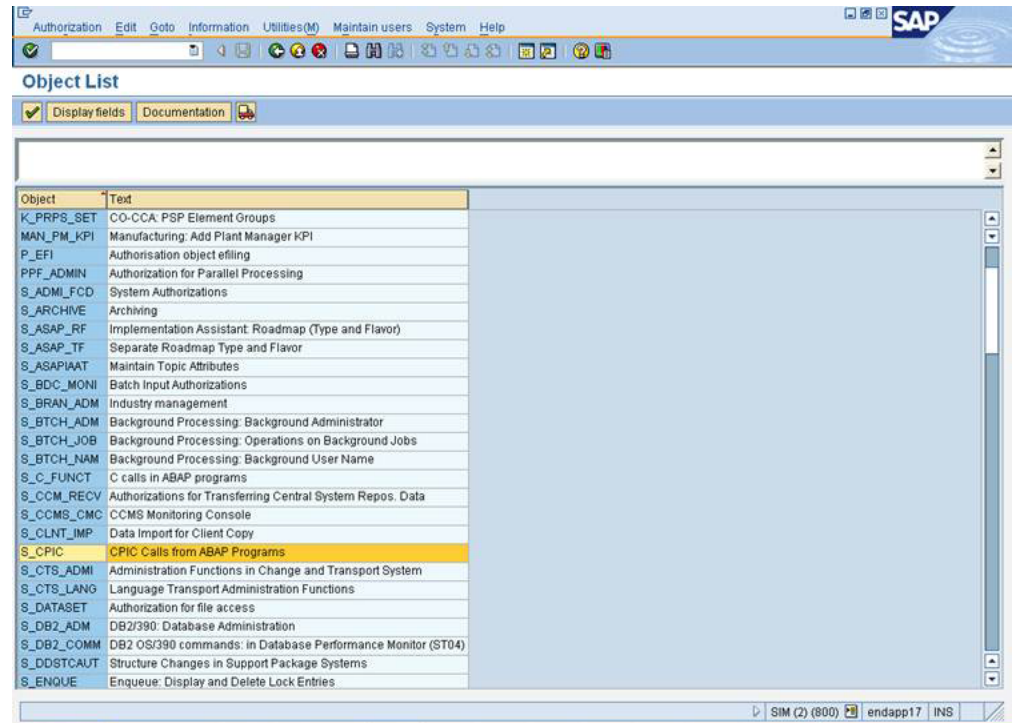 Authorization Edit Goto Information Utilities(M) Maintain users System Help
SAP
Object List
Display fields Documentation
Object Text
K_PRPS_SET CO-CCA: PSP Element Groups
MAN_PM_KPI Manufacturing: Add Plant Manager KPI
P_EFI Authorisation object efiling
PPF_ADMIN Authorization for Parallel Processing
S_ADMI_FCD System Authorizations
S_ARCHIVE Archiving
S_ASAP_RF Implementation Assistant: Roadmap (Type and Flavor)
S_ASAP_TF Separate Roadmap Type and Flavor
S_ASAPIAAT Maintain Topic Attributes
S_BDC_MONI Batch Input Authorizations
S_BRAN_ADM Industry management
S_BTCH_ADM Background Processing: Background Administrator
S_BTCH_JOB Background Processing: Operations on Background Jobs
S_BTCH_NAM Background Processing: Background User Name
S_C_FUNCT C calls in ABAP programs
S_CCM_RECV Authorizations for Transferring Central System Repos. Data
S_CCMS_CMC CCMS Monitoring Console
S_CLNT_IMP Data Import for Client Copy
S_CPIC CPIC Calls from ABAP Programs
S_CTS_ADMI Administration Functions in Change and Transport System
S_CTS_LANG Language Transport Administration Functions
S_DATASET Authorization for file access
S_DB2_ADM DB2/390: Database Administration
S_DB2_COMM DB2 OS/390 commands: in Database Performance Monitor (ST04)
S_DDSTCAUT Structure Changes in Support Package Systems
S_ENQUE Enqueue: Display and Delete Lock Entries
SIM (2) (800) endapp17 INS